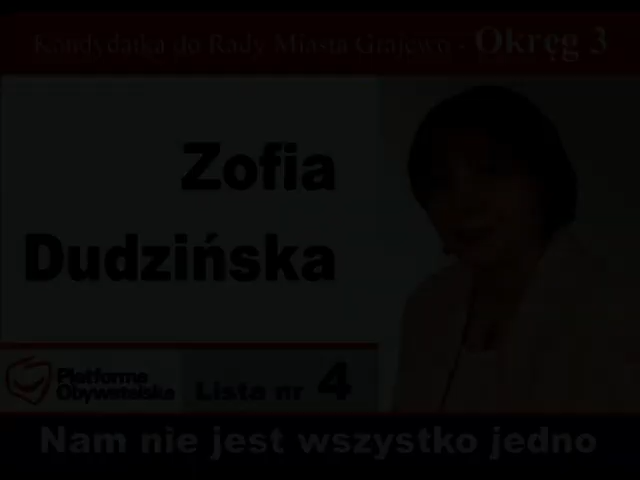 Kandydatka do Rady Miasta Grajewo - Okręg 3
Zofia
Dudzińska
Platforma
Obywatelska
Lista nr 4
Nam nie jest wszystko jedno